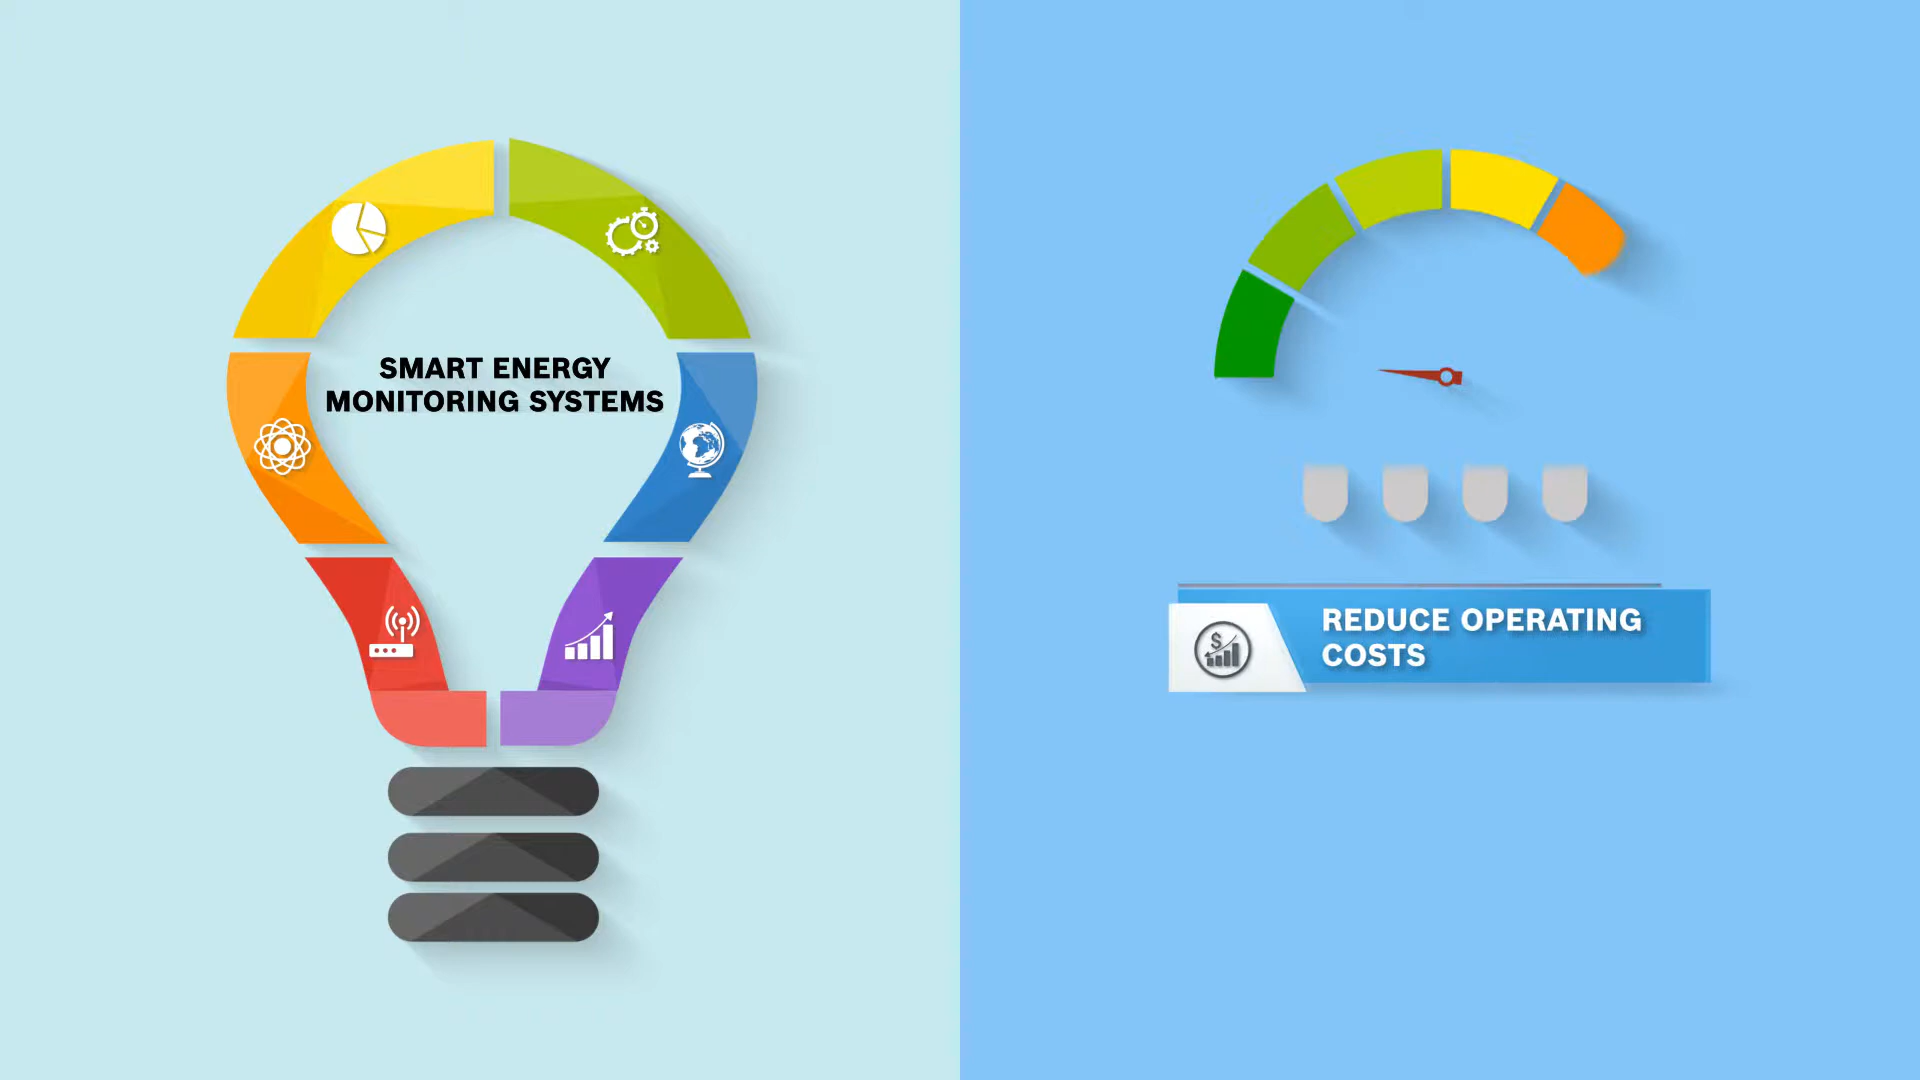 SMART ENERGY
MONITORING SYSTEMS
REDUCE OPERATING
COSTS
$